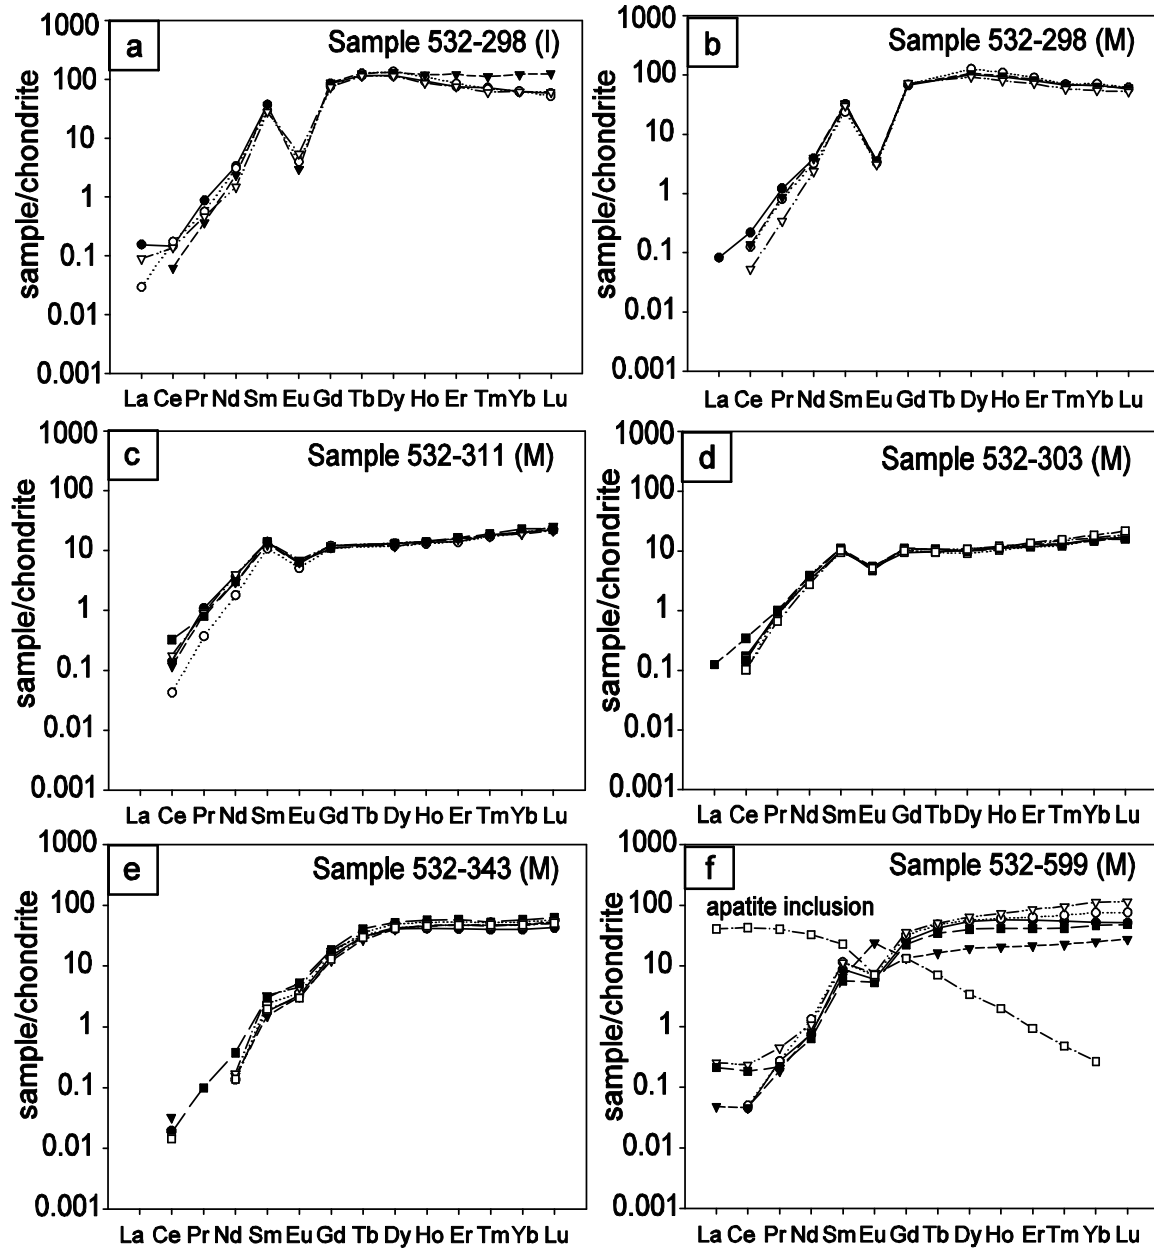 a
Sample 532-298 (I)
1000
100
10
1
0.1
0.01
0.001
sample/chondrite
La Ce Pr Nd Sm Eu Gd Tb Dy Ho Er Tm Yb Lu
b
Sample 532-298 (M)
1000
100
10
1
0.1
0.01
0.001
sample/chondrite
La Ce Pr Nd Sm Eu Gd Tb Dy Ho Er Tm Yb Lu
c
Sample 532-311 (M)
1000
100
10
1
0.1
0.01
0.001
sample/chondrite
La Ce Pr Nd Sm Eu Gd Tb Dy Ho Er Tm Yb Lu
d
Sample 532-303 (M)
1000
100
10
1
0.1
0.01
0.001
sample/chondrite
La Ce Pr Nd Sm Eu Gd Tb Dy Ho Er Tm Yb Lu
e
Sample 532-343 (M)
1000
100
10
1
0.1
0.01
0.001
sample/chondrite
La Ce Pr Nd Sm Eu Gd Tb Dy Ho Er Tm Yb Lu
f
Sample 532-599 (M)
apatite inclusion
1000
100
10
1
0.1
0.01
0.001
sample/chondrite
La Ce Pr Nd Sm Eu Gd Tb Dy Ho Er Tm Yb Lu